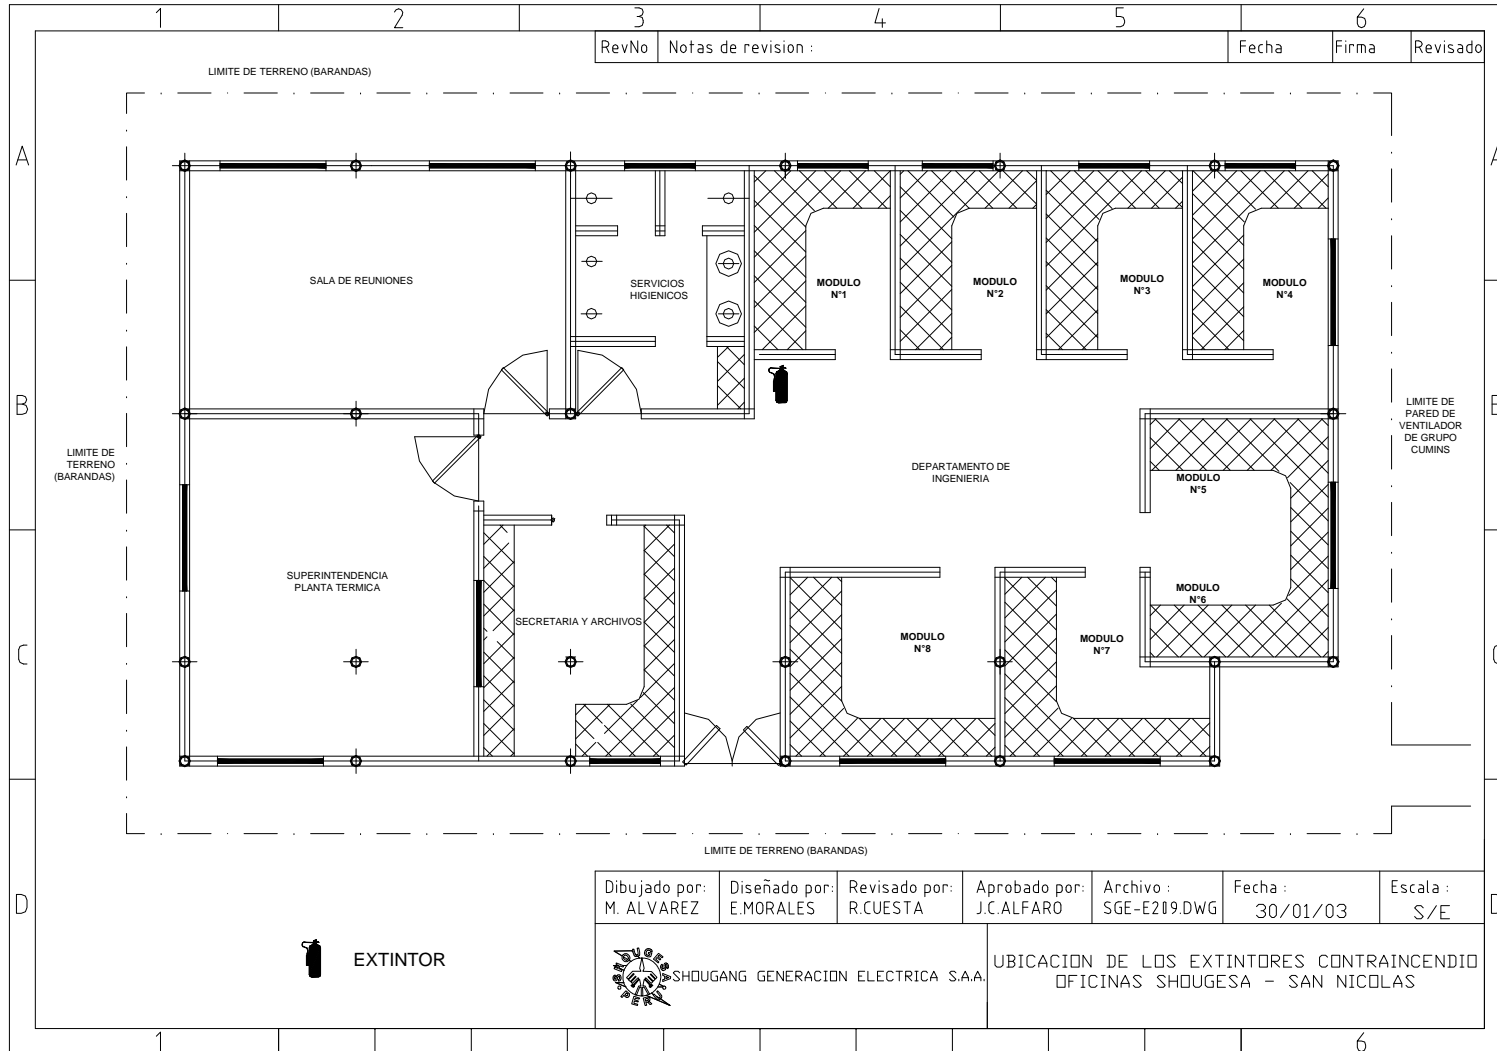 1 2 3 4 5 6
RevNo Notas de revision : Fecha Firma Revisado
LIMITE DE TERRENO (BARANDAS)
A
A
SALA DE REUNIONES
SERVICIOS
HIGIENICOS
MODULO
N°1
MODULO
N°2
MODULO
N°3
MODULO
N°4
B
LIMITE DE
TERRENO
(BARANDAS)
DEPARTAMENTO DE
INGENIERIA
MODULO
N°5
LIMITE DE
PARED DE
VENTILADOR
DE GRUPO
CUMINS
SUPERINTENDENCIA
PLANTA TERMICA
SECRETARIA Y ARCHIVOS
MODULO
N°6
MODULO
N°8
MODULO
N°7
C
LIMITE DE TERRENO (BARANDAS)
D
Dibujado por:
M. ALVAREZ
Diseñado por:
E.MORALES
Revisado por:
R.CUESTA
Aprobado por:
J.C.ALFARO
Archivo :
SGE-E209.DWG
Fecha :
30/01/03
Escala :
S/E
EXTINTOR
SHOUGESA
PERU
SHOUGANG GENERACION ELECTRICA S.A.A.
UBICACION DE LOS EXTINTORES CONTRAINCENDIO
OFICINAS SHOUGESA - SAN NICOLAS
1 6